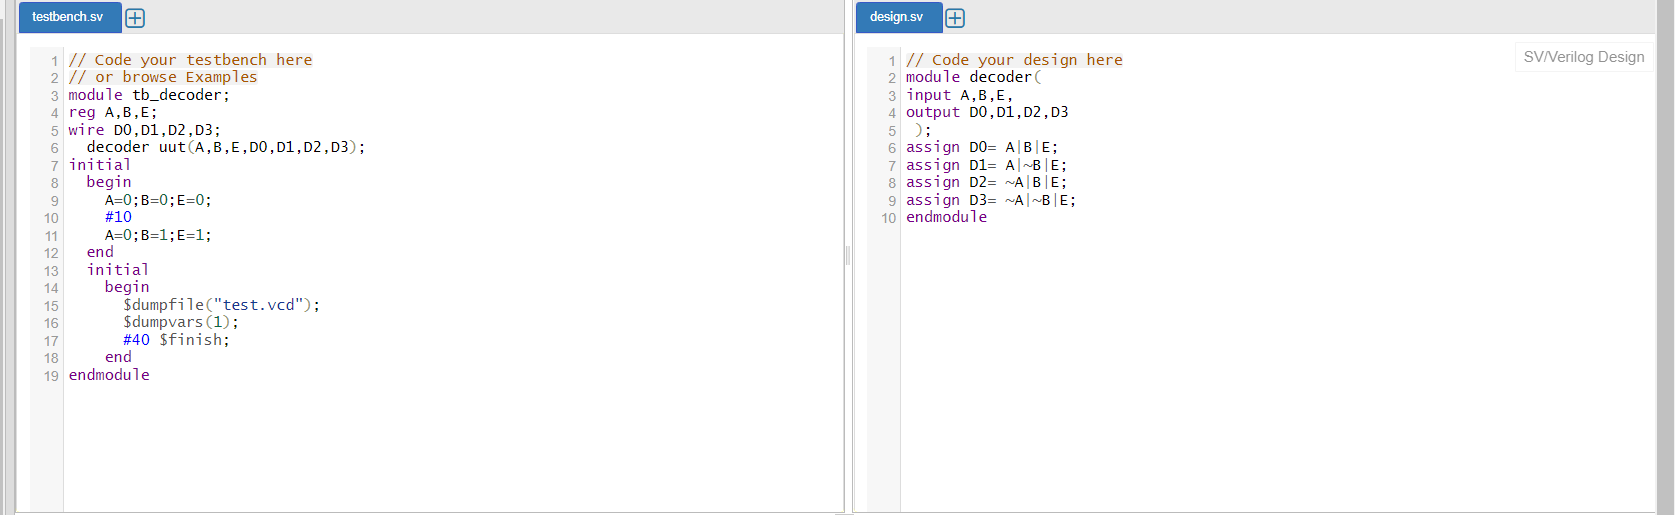 testbench.sv
1 // Code your testbench here
2 // or browse Examples
3 module tb_decoder;
4 reg A,B,E;
5 wire D0,D1,D2,D3;
6 decoder uut(A,B,E,D0,D1,D2,D3);
7 initial
8 begin
9 A=0;B=0;E=0;
10 #10
11 A=0;B=1;E=1;
12 end
13 initial
14 begin
15 $dumpfile("test.vcd");
16 $dumpvars(1);
17 #40 $finish;
18 end
19 endmodule
design.sv
SV/Verilog Design
1 // Code your design here
2 module decoder(
3 input A,B,E,
4 output D0,D1,D2,D3
5 );
6 assign D0= A|B|E;
7 assign D1= A|~B|E;
8 assign D2= ~A|B|E;
9 assign D3= ~A|~B|E;
10 endmodule